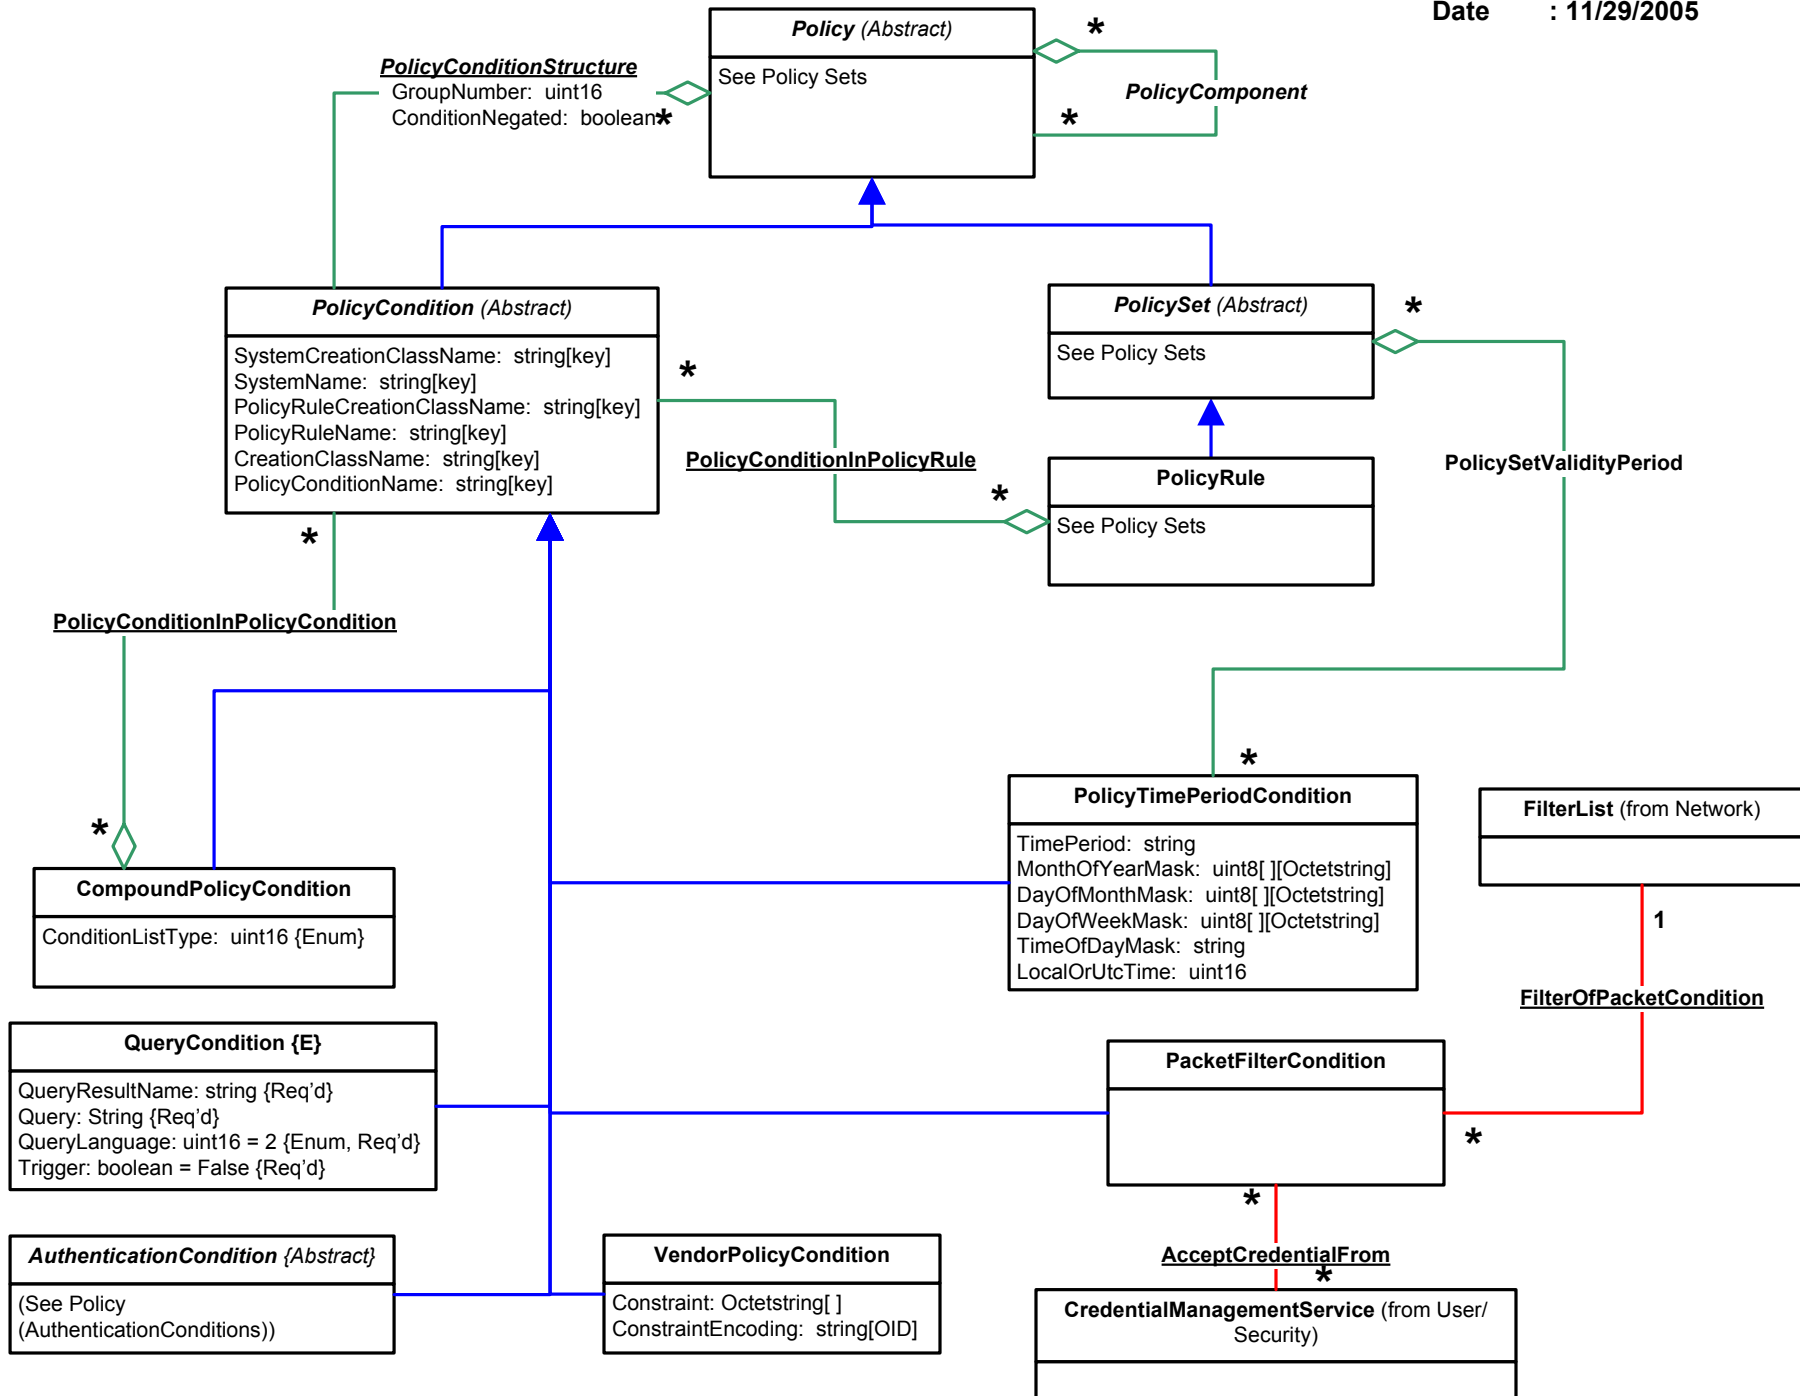 Date : 11/29/2005
Policy (Abstract)
See Policy Sets
*
PolicyComponent
*
PolicyConditionStructure
GroupNumber: uint16
ConditionNegated: boolean
*
PolicyCondition (Abstract)
SystemCreationClassName: string[key]
SystemName: string[key]
PolicyRuleCreationClassName: string[key]
PolicyRuleName: string[key]
CreationClassName: string[key]
PolicyConditionName: string[key]
*
PolicyConditionInPolicyRule
*
PolicySet (Abstract)
See Policy Sets
*
PolicySetValidityPeriod
PolicyRule
See Policy Sets
*
PolicyConditionInPolicyCondition
*
CompoundPolicyCondition
ConditionListType: uint16 {Enum}
*
PolicyTimePeriodCondition
TimePeriod: string
MonthOfYearMask: uint8[ ][Octetstring]
DayOfMonthMask: uint8[ ][Octetstring]
DayOfWeekMask: uint8[ ][Octetstring]
TimeOfDayMask: string
LocalOrUtcTime: uint16
FilterList (from Network)
1
FilterOfPacketCondition
*
QueryCondition {E}
QueryResultName: string {Req’d}
Query: String {Req’d}
QueryLanguage: uint16 = 2 {Enum, Req’d}
Trigger: boolean = False {Req’d}
PacketFilterCondition
*
AcceptCredentialFrom
*
AuthenticationCondition {Abstract}
(See Policy
(AuthenticationConditions))
VendorPolicyCondition
Constraint: Octetstring[ ]
ConstraintEncoding: string[OID]
CredentialManagementService (from User/
Security)